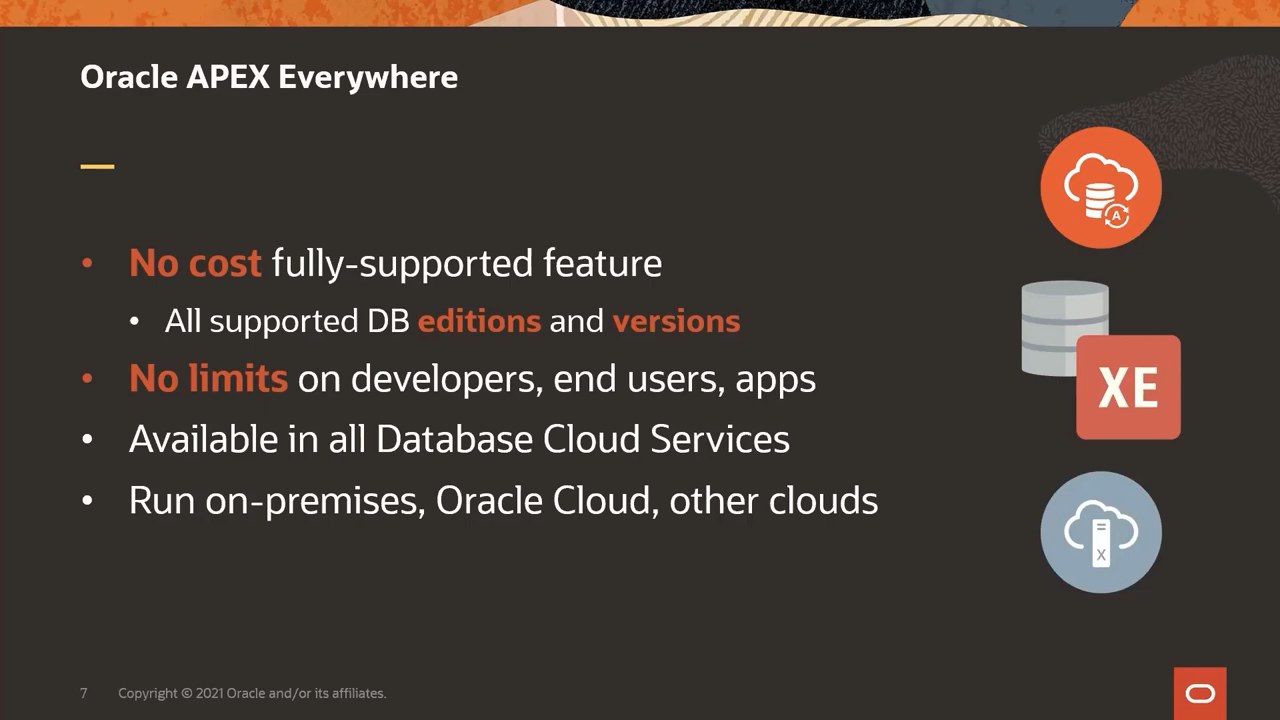 Oracle APEX Everywhere
• No cost fully-supported feature
• All supported DB editions and versions
• No limits on developers, end users, apps
• Available in all Database Cloud Services
• Run on-premises, Oracle Cloud, other clouds
A
XE
X
7 Copyright © 2021 Oracle and/or its affiliates.